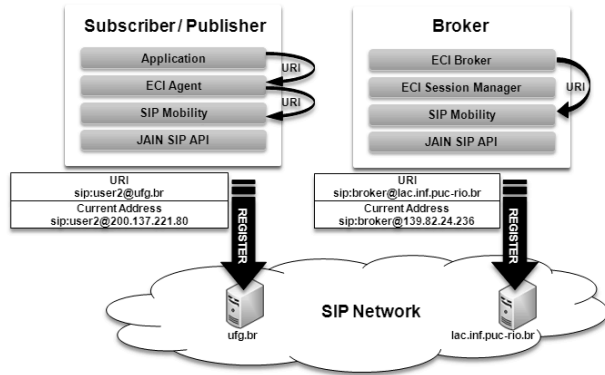 Subscriber / Publisher
Application
URI
ECI Agent
URI
SIP Mobility
JAIN SIP API
Broker
ECI Broker
URI
ECI Session Manager
SIP Mobility
JAIN SIP API
URI
sip:user2@ufg.br
Current Address
sip:user2@200.137.221.80
REGISTER
URI
sip:broker@lac.inf.puc-rio.br
Current Address
sip:broker@139.82.24.236
REGISTER
SIP Network
ufg.br
lac.inf.puc-rio.br